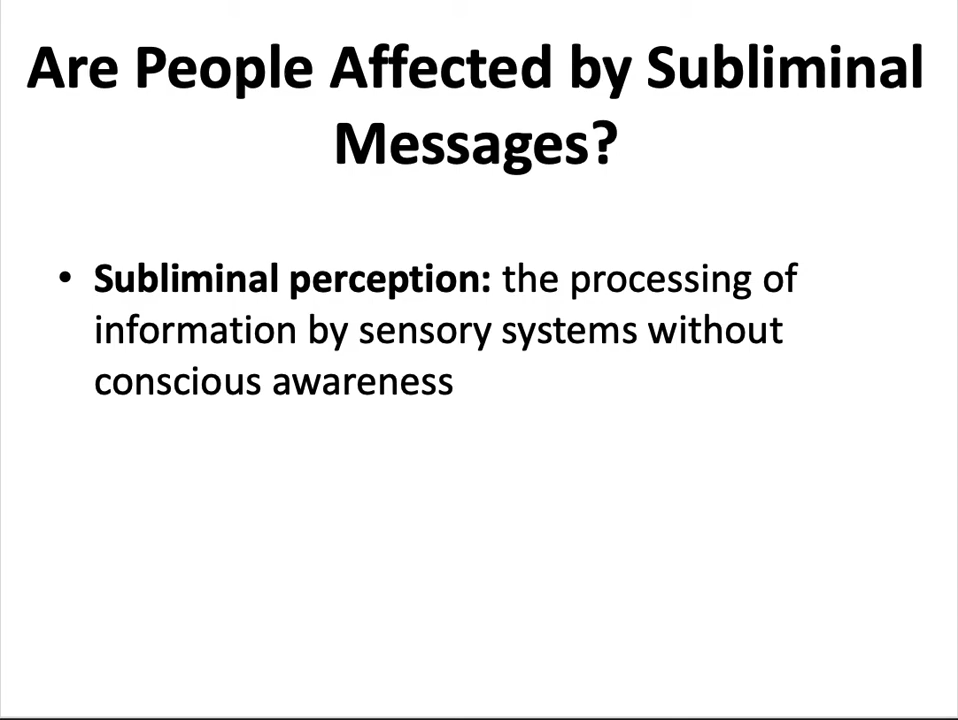 Are People Affected by Subliminal
Messages?
• Subliminal perception: the processing of
information by sensory systems without
conscious awareness